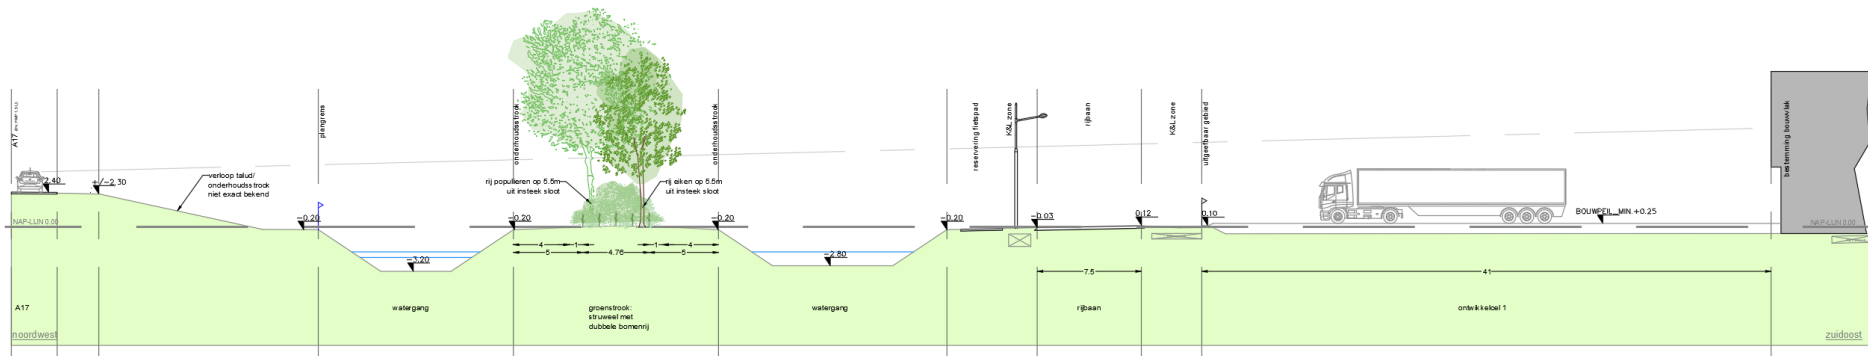 A17
plangrens
onderhoudsstrook
onderhoudsstrook
reservering fietspad
K&L zone
rijbaan
K&L zone
uitgeefbaar gebied
bestemming bouwvlak
2.40
+/-2.30
verloop talud/
onderhoudsstrook
niet exact bekend
rij populieren op 5.5m
uit insteek sloot
rij eiken op 5.5m
uit insteek sloot
NAP-LIJN 0.00
-0.20
-0.20
-0.20
-0.20
-0.03
0.12
0.10
BOUWPEIL MIN.+0.25
NAP-LIJN 0.00
4
1
1
4
5
4.76
5
-3.20
-2.80
7.5
41
A17
watergang
groenstrook:
struweel met
dubbele bomenrij
watergang
rijbaan
ontwikkelcel 1
noordwest
zuidoost